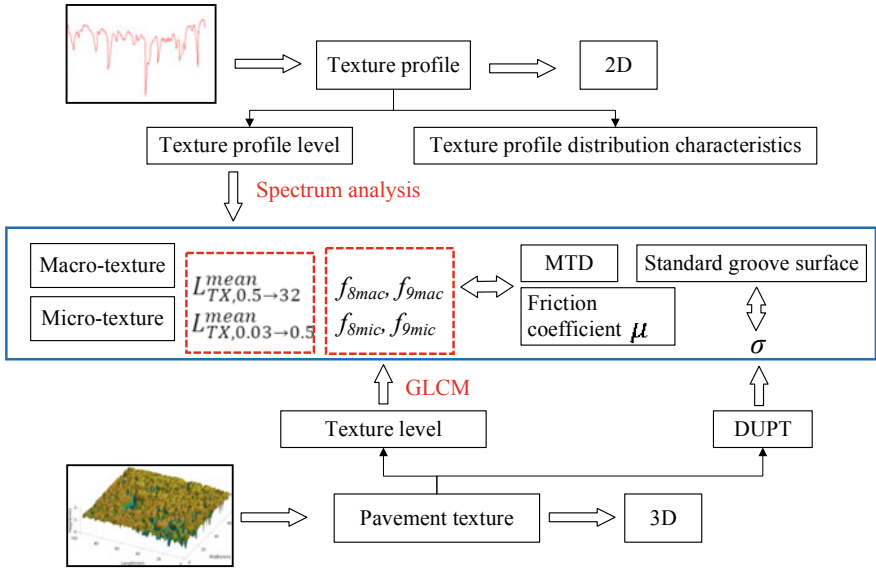 Texture profile
2D
Texture profile level
Texture profile distribution characteristics
Spectrum analysis
Macro-texture
Micro-texture
L^{mean}_{TX,0.5→32}
L^{mean}_{TX,0.03→0.5}
f_{8mac}, f_{9mac}
f_{8mic}, f_{9mic}
MTD
Friction
coefficient μ
Standard groove surface
σ
GLCM
Texture level
DUPT
Pavement texture
3D